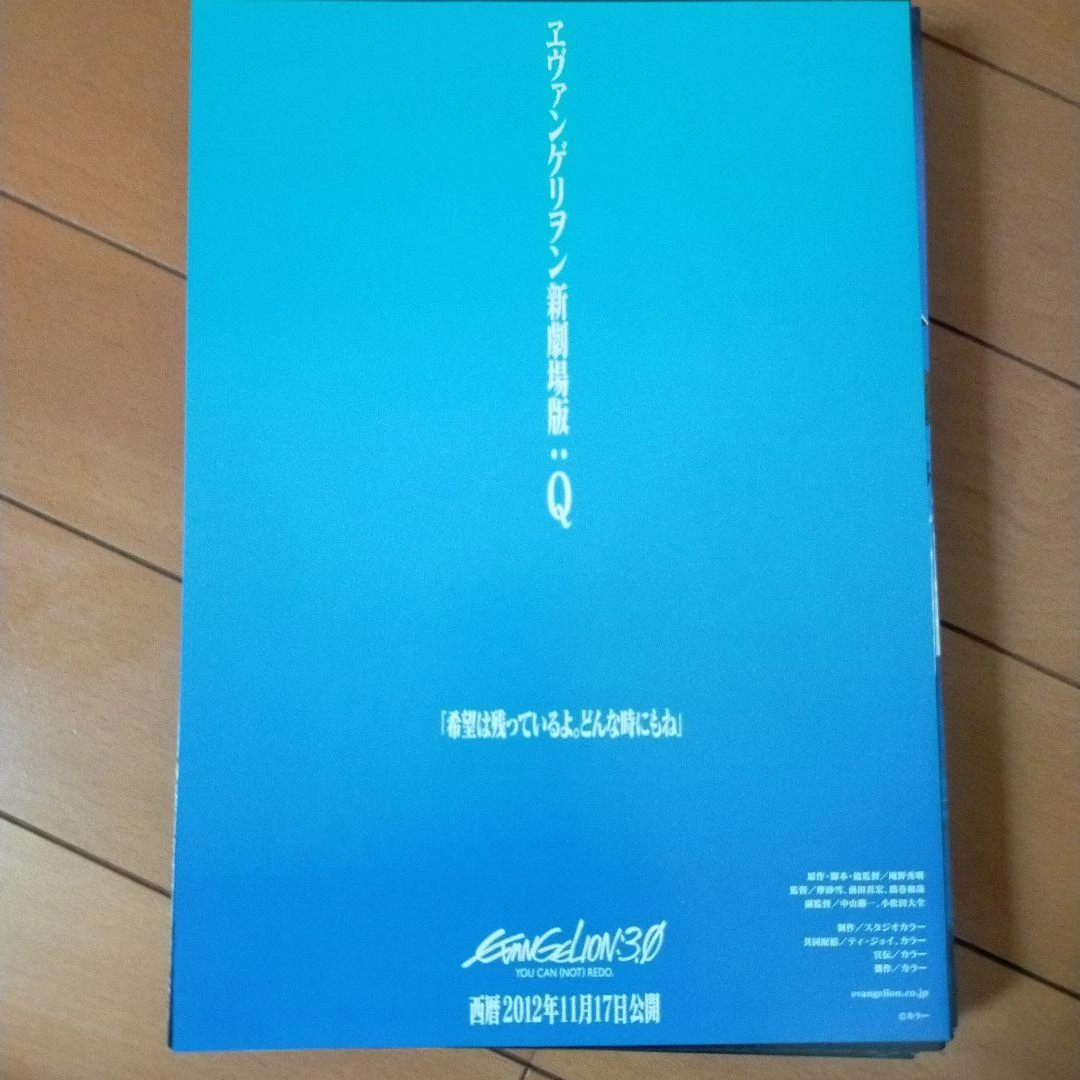 ヱヴァンゲリヲン新劇場版:Q
「希望は残っているよ。どんな時にもね」
原作・脚本・総監督／庵野秀明
監督／摩砂雪、前田真宏、鶴巻和哉
副監督／中山勝一、小松田大全
制作／スタジオカラー
共同配給／ティ・ジョイ、カラー
宣伝／カラー
製作／カラー
evangelion.co.jp
©カラー
EVANGELION:3.0
YOU CAN (NOT) REDO.
西暦2012年11月17日公開